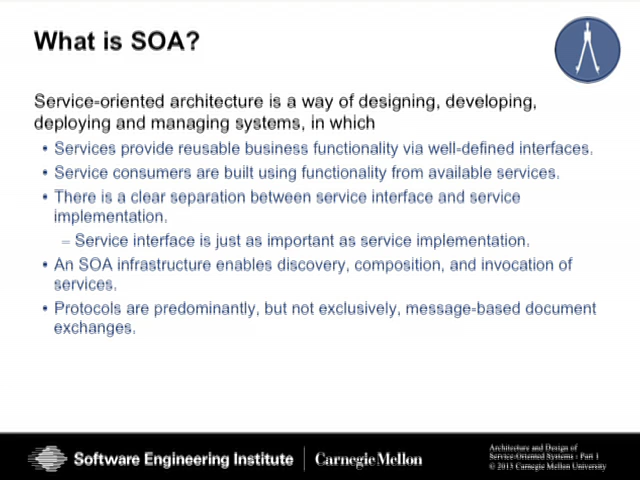 What is SOA?
Service-oriented architecture is a way of designing, developing,
deploying and managing systems, in which
• Services provide reusable business functionality via well-defined interfaces.
• Service consumers are built using functionality from available services.
• There is a clear separation between service interface and service
implementation.
– Service interface is just as important as service implementation.
• An SOA infrastructure enables discovery, composition, and invocation of
services.
• Protocols are predominantly, but not exclusively, message-based document
exchanges.
Software Engineering Institute | Carnegie Mellon
Architecture and Design of
Service-Oriented Systems : Part 1
© 2013 Carnegie Mellon University